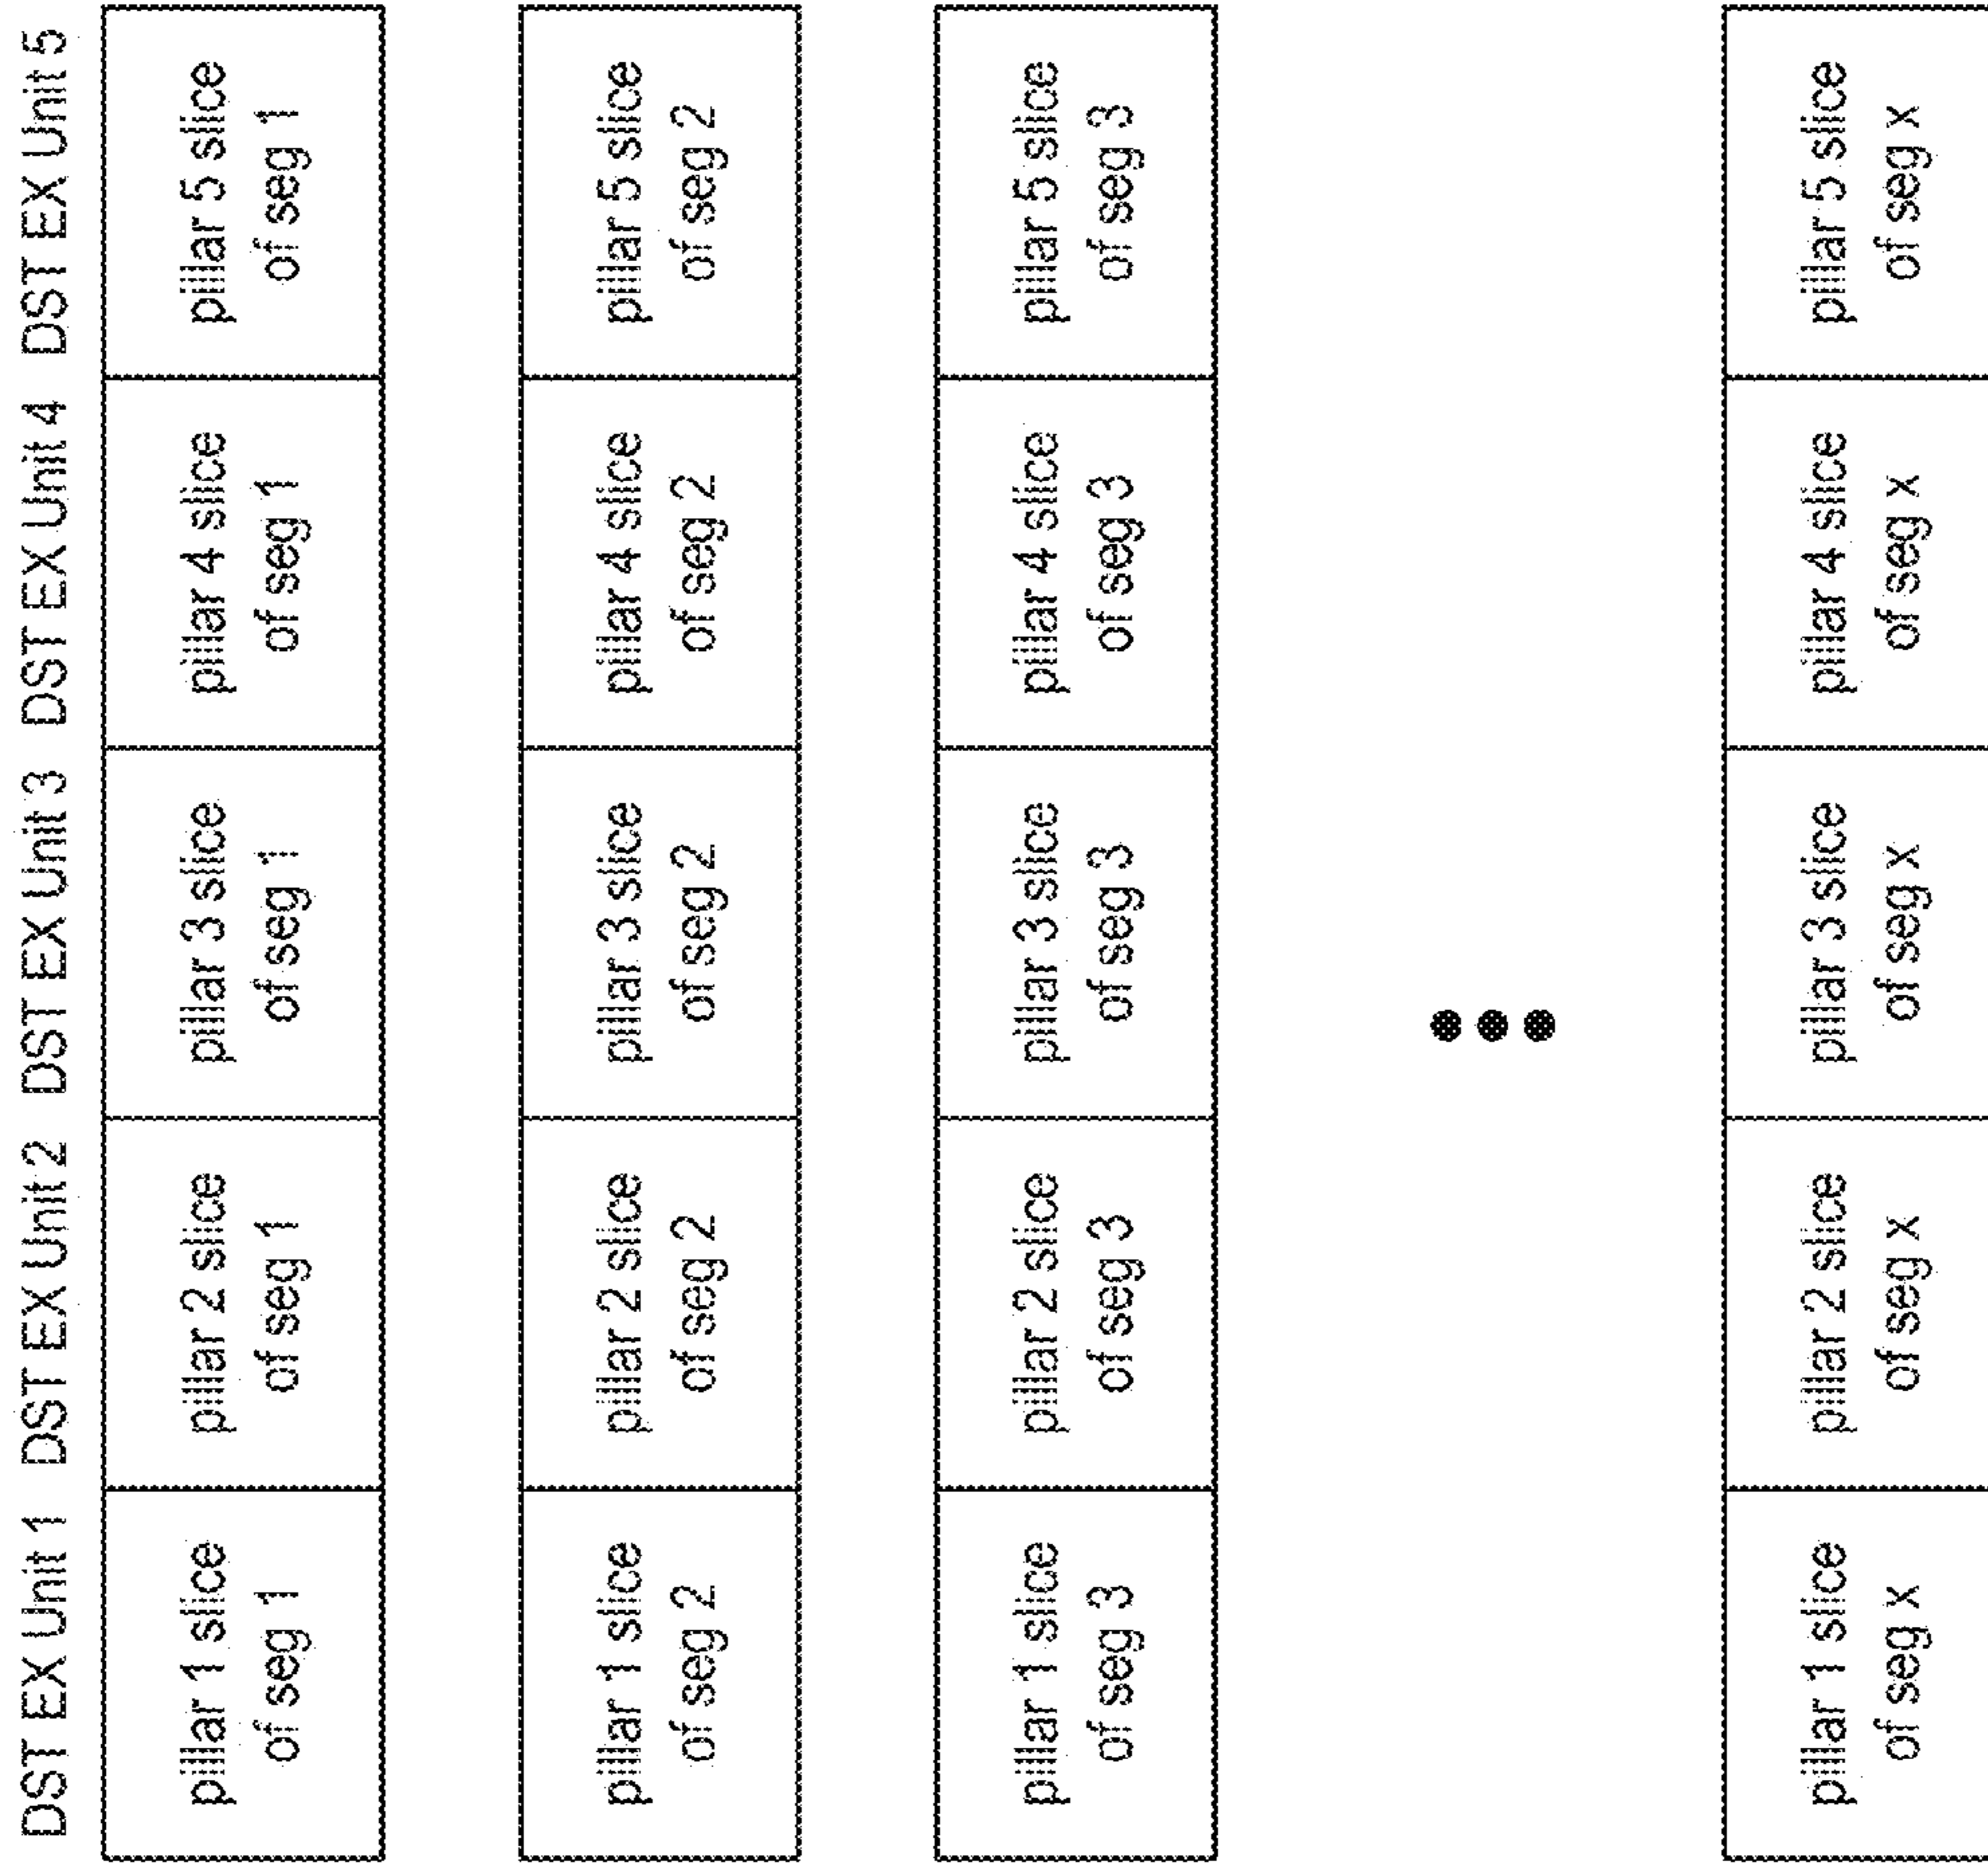 DST EX Unit 1 DST EX Unit 2 DST EX Unit 3 DST EX Unit 4 DST EX Unit 5
pillar 1 slice
of seg 1
pillar 2 slice
of seg 1
pillar 3 slice
of seg 1
pillar 4 slice
of seg 1
pillar 5 slice
of seg 1
pillar 1 slice
of seg 2
pillar 2 slice
of seg 2
pillar 3 slice
of seg 2
pillar 4 slice
of seg 2
pillar 5 slice
of seg 2
pillar 1 slice
of seg 3
pillar 2 slice
of seg 3
pillar 3 slice
of seg 3
pillar 4 slice
of seg 3
pillar 5 slice
of seg 3
pillar 1 slice
of seg x
pillar 2 slice
of seg x
pillar 3 slice
of seg x
pillar 4 slice
of seg x
pillar 5 slice
of seg x